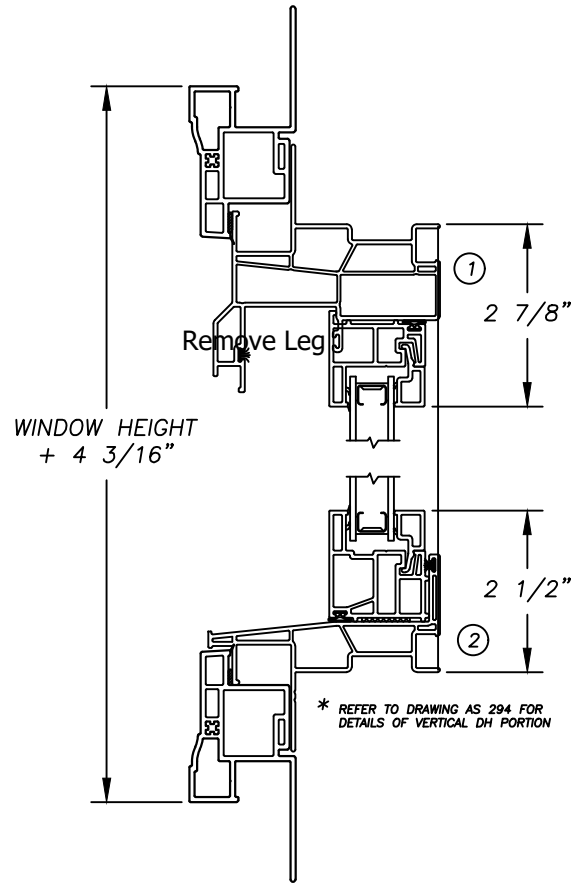 1
2 7/8”
Remove Leg
WINDOW HEIGHT
+ 4 3/16”
2 1/2”
2
* REFER TO DRAWING AS 294 FOR
DETAILS OF VERTICAL DH PORTION